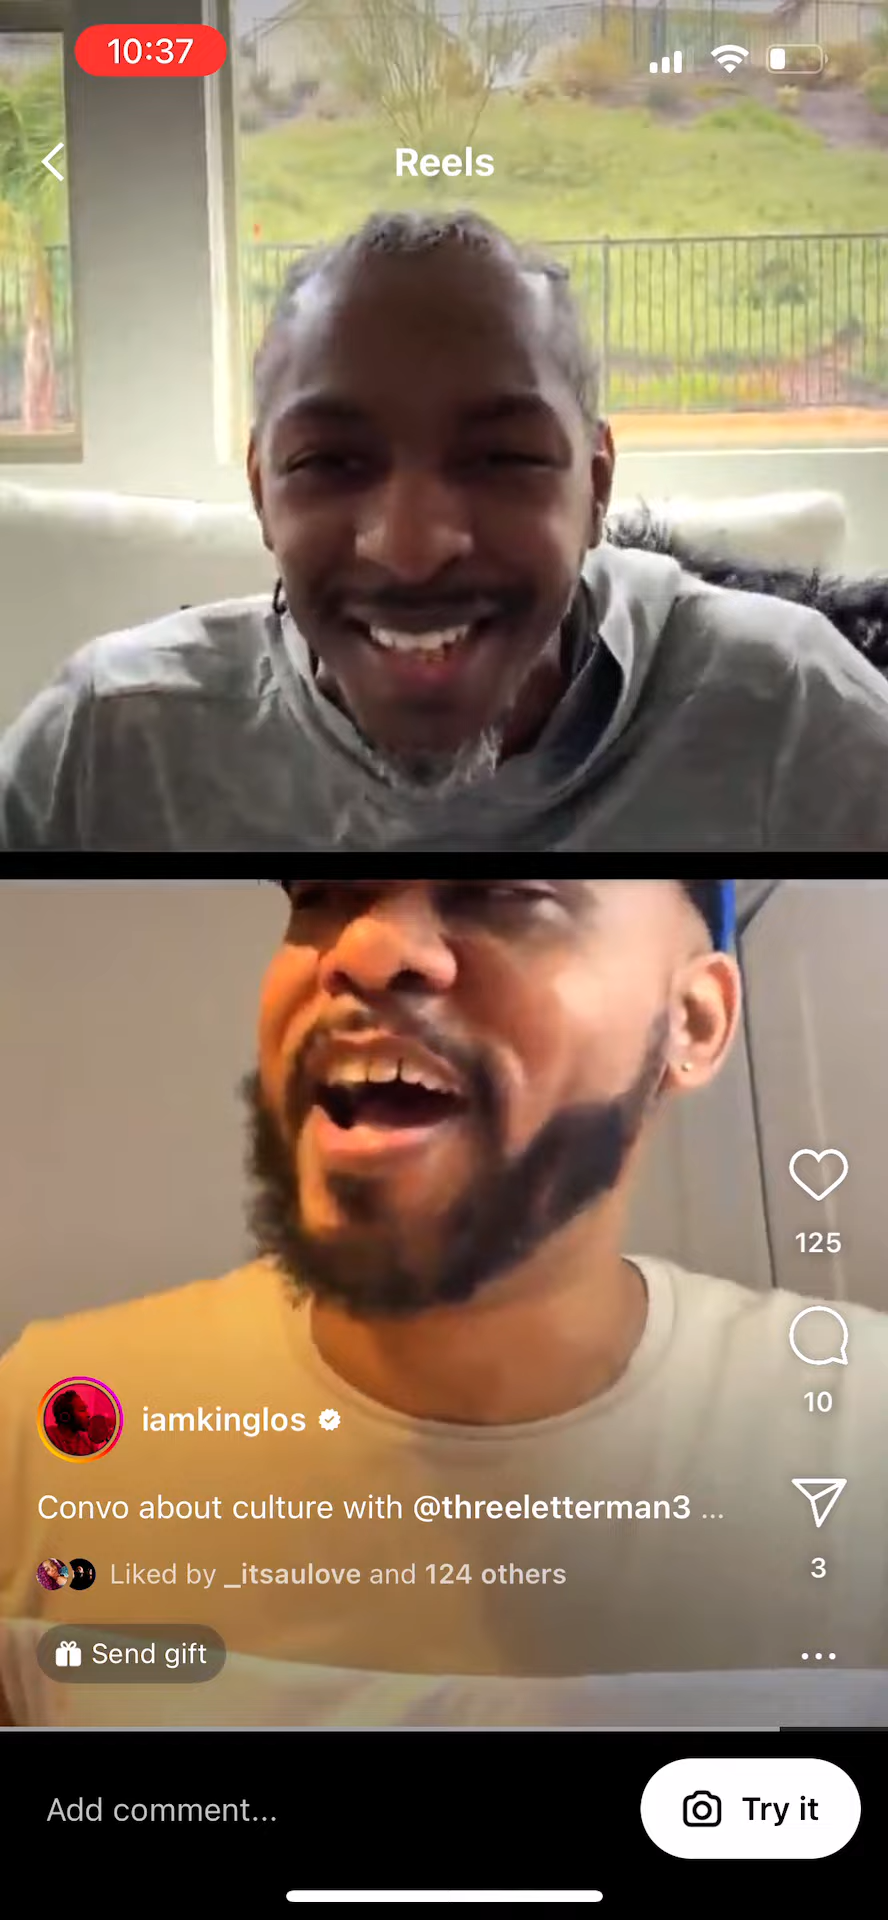 10:37
Reels
125
10
iamkinglos
Convo about culture with @threeletterman3 ...
3
Liked by _itsaulove and 124 others
Send gift
Add comment...
Try it